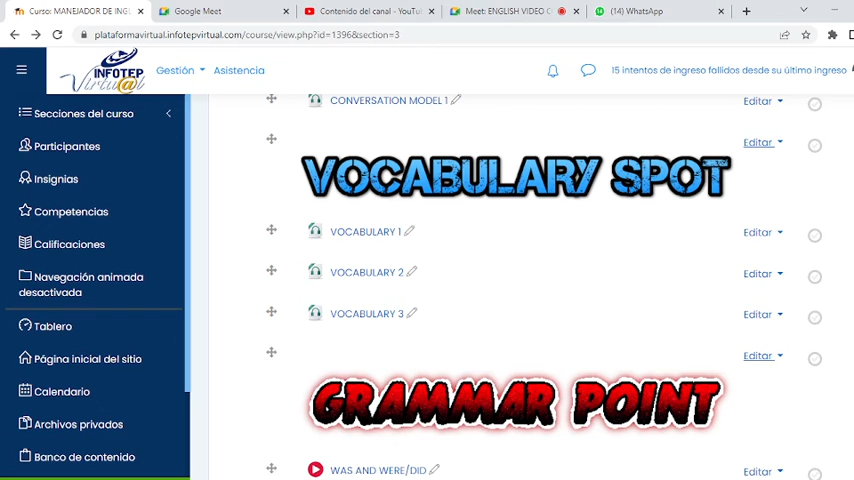 Curso: MANEJADOR DE INGL
Google Meet
Contenido del canal - YouTu
Meet: ENGLISH VIDEO C
(14) WhatsApp
plataformavirtual.infotepvirtual.com/course/view.php?id=1396&section=3
INFOTEP
Virtu@l
Gestión
Asistencia
15 intentos de ingreso fallidos desde su último ingreso
Secciones del curso
Participantes
Insignias
Competencias
Calificaciones
Navegación animada
desactivada
Tablero
Página inicial del sitio
Calendario
Archivos privados
Banco de contenido
CONVERSATION MODEL 1
Editar
Editar
VOCABULARY SPOT
VOCABULARY 1
Editar
VOCABULARY 2
Editar
VOCABULARY 3
Editar
Editar
GRAMMAR POINT
WAS AND WERE/DID
Editar